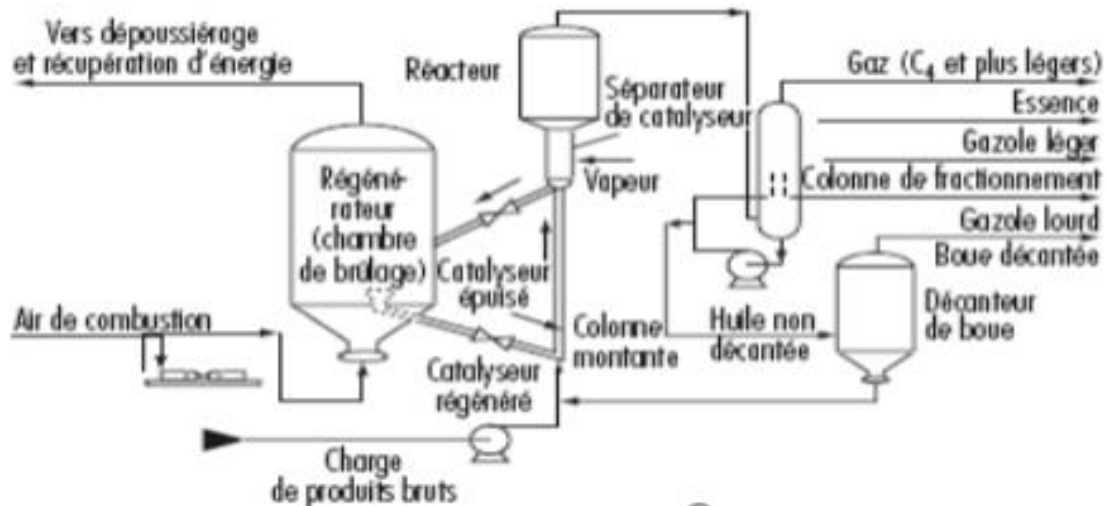 Vers dépoussiérage
et récupération d'énergie
Réacteur
Séparateur
de catalyseur
Vapeur
Gaz (C₄ et plus légers)
Essence
Gazole léger
Colonne de fractionnement
Gazole lourd
Boue décantée
Régéné-
rateur
(chambre
de brûlage)
Catalyseur
épuisé
Air de combustion
Colonne
montante
Huile non
décantée
Décanteur
de boue
Catalyseur
régénéré
Charge
de produits bruts